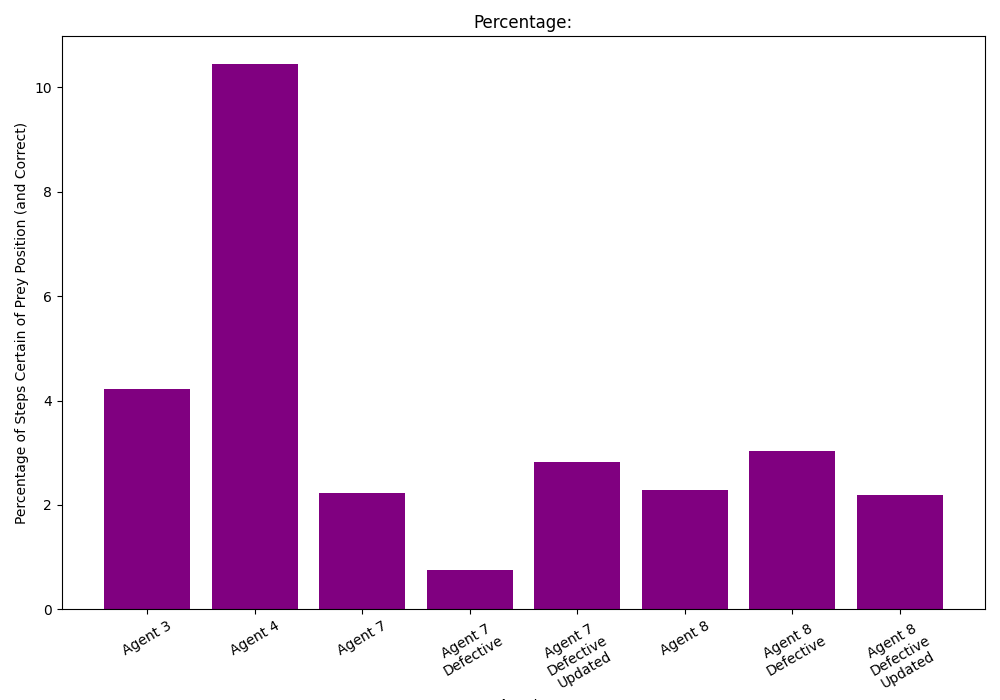 Percentage:
Percentage of Steps Certain of Prey Position (and Correct)
10
8
6
4
2
0
Agent 3
Agent 4
Agent 7
Agent 7
Defective
Agent 7
Defective
Updated
Agent 8
Agent 8
Defective
Agent 8
Defective
Updated